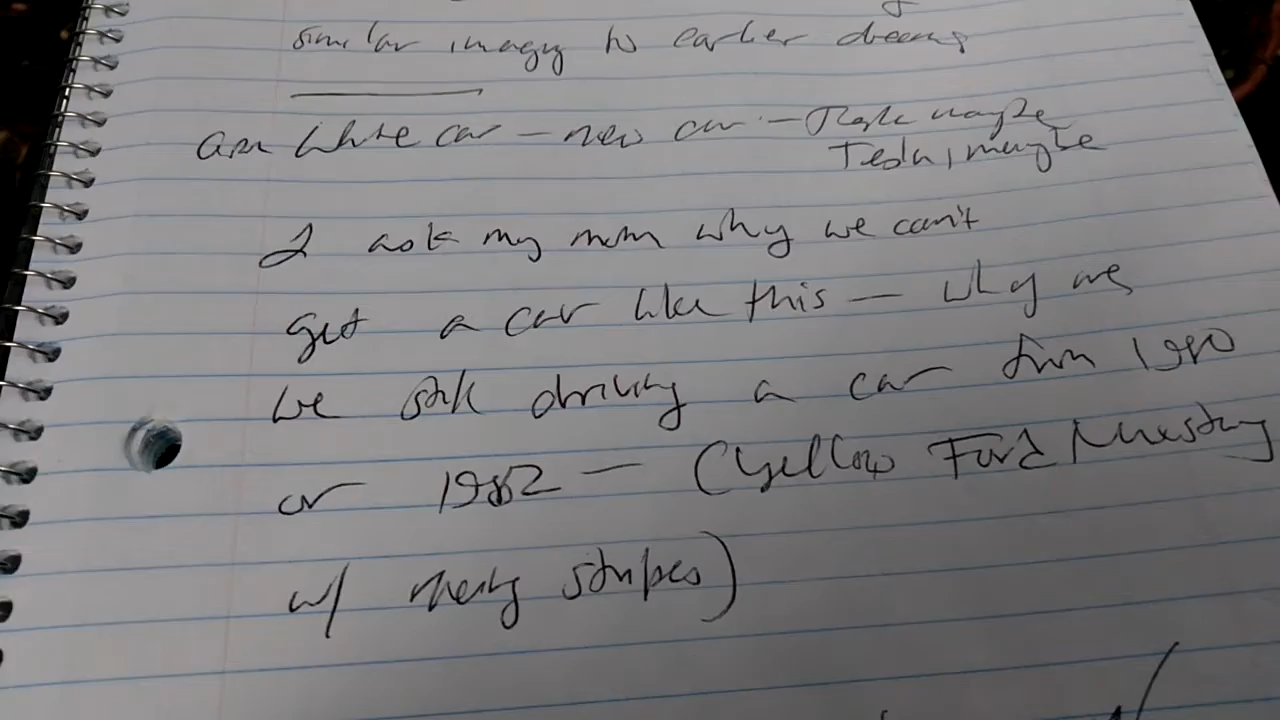 similar imagery to earlier dreams
White car - new car - Tesla maybe
Tesla, maybe
I ask my mom why we can't
get a car like this — why are
we still driving a car from 1980
or 1982 — (yellow Ford Mustang
w/ racing stripes)